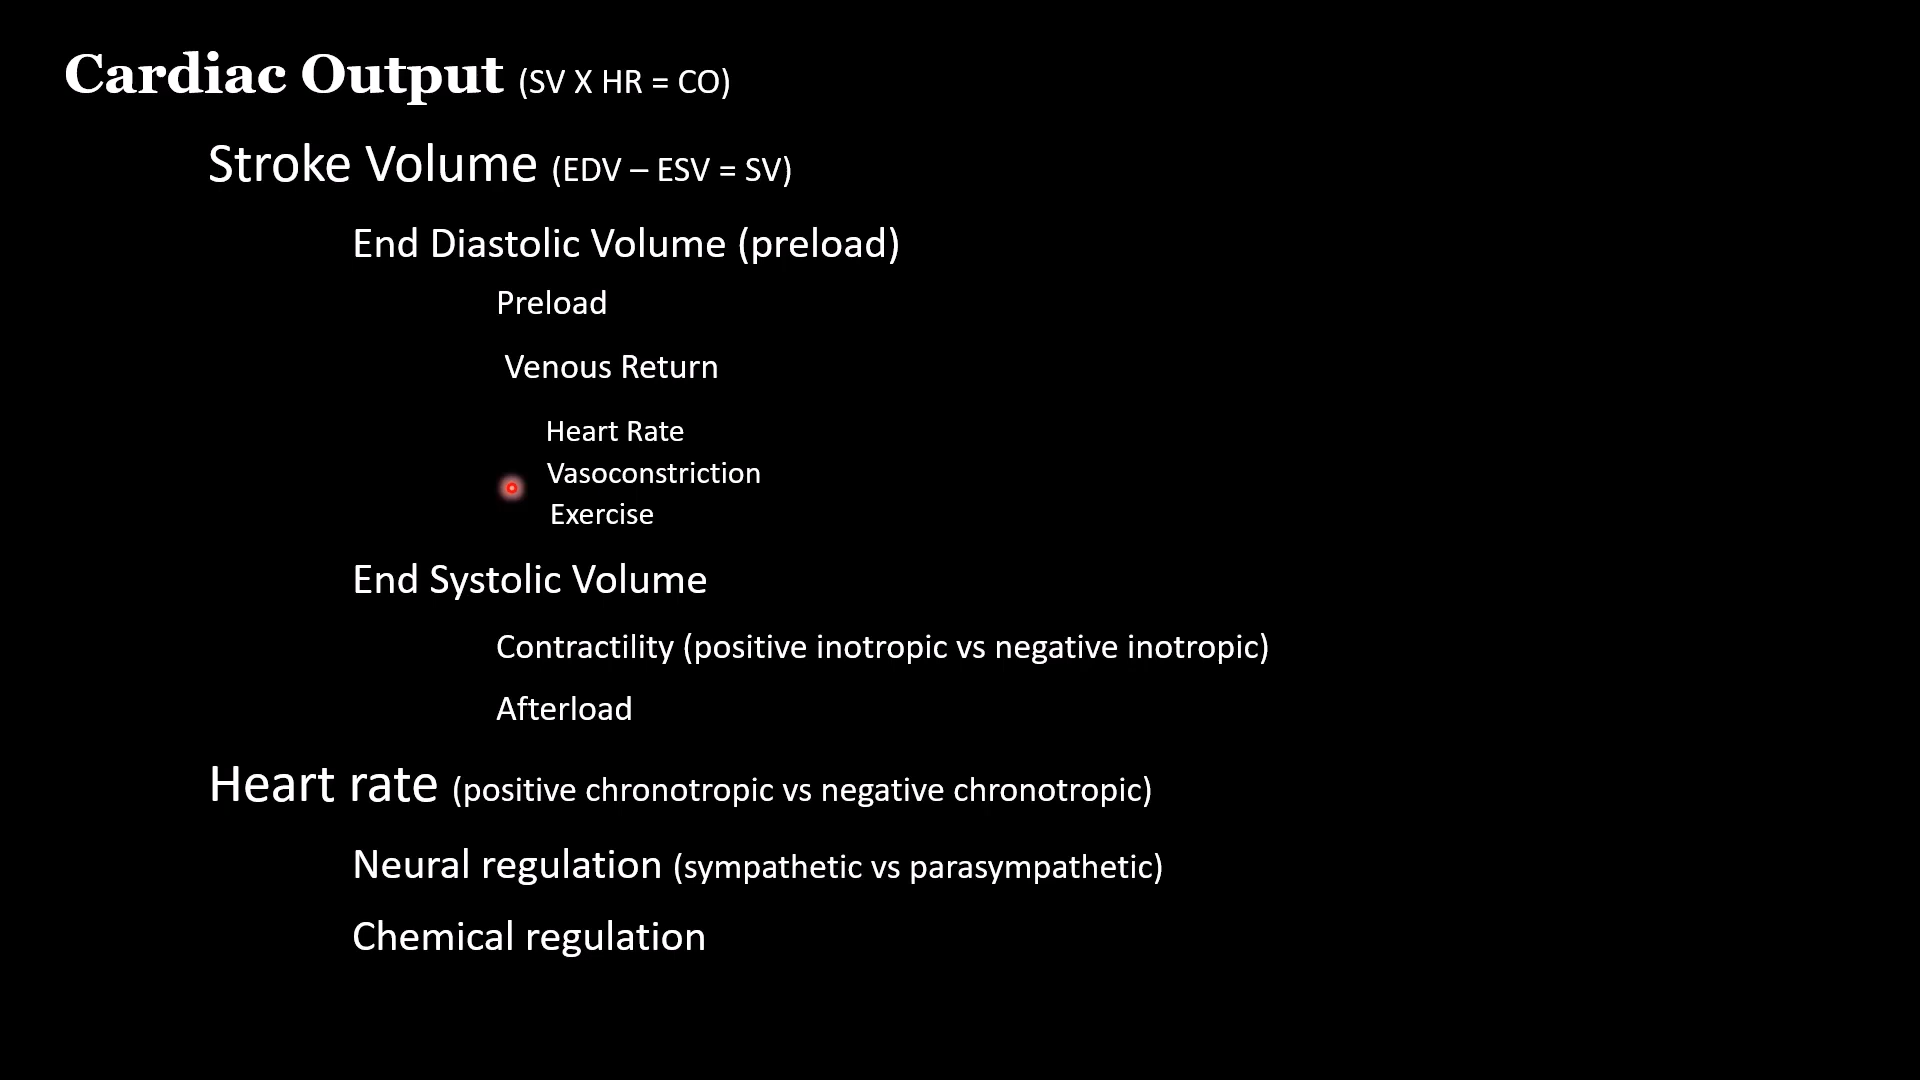 Cardiac Output (SV X HR = CO)
Stroke Volume (EDV – ESV = SV)
End Diastolic Volume (preload)
Preload
Venous Return
Heart Rate
Vasoconstriction
Exercise
End Systolic Volume
Contractility (positive inotropic vs negative inotropic)
Afterload
Heart rate (positive chronotropic vs negative chronotropic)
Neural regulation (sympathetic vs parasympathetic)
Chemical regulation